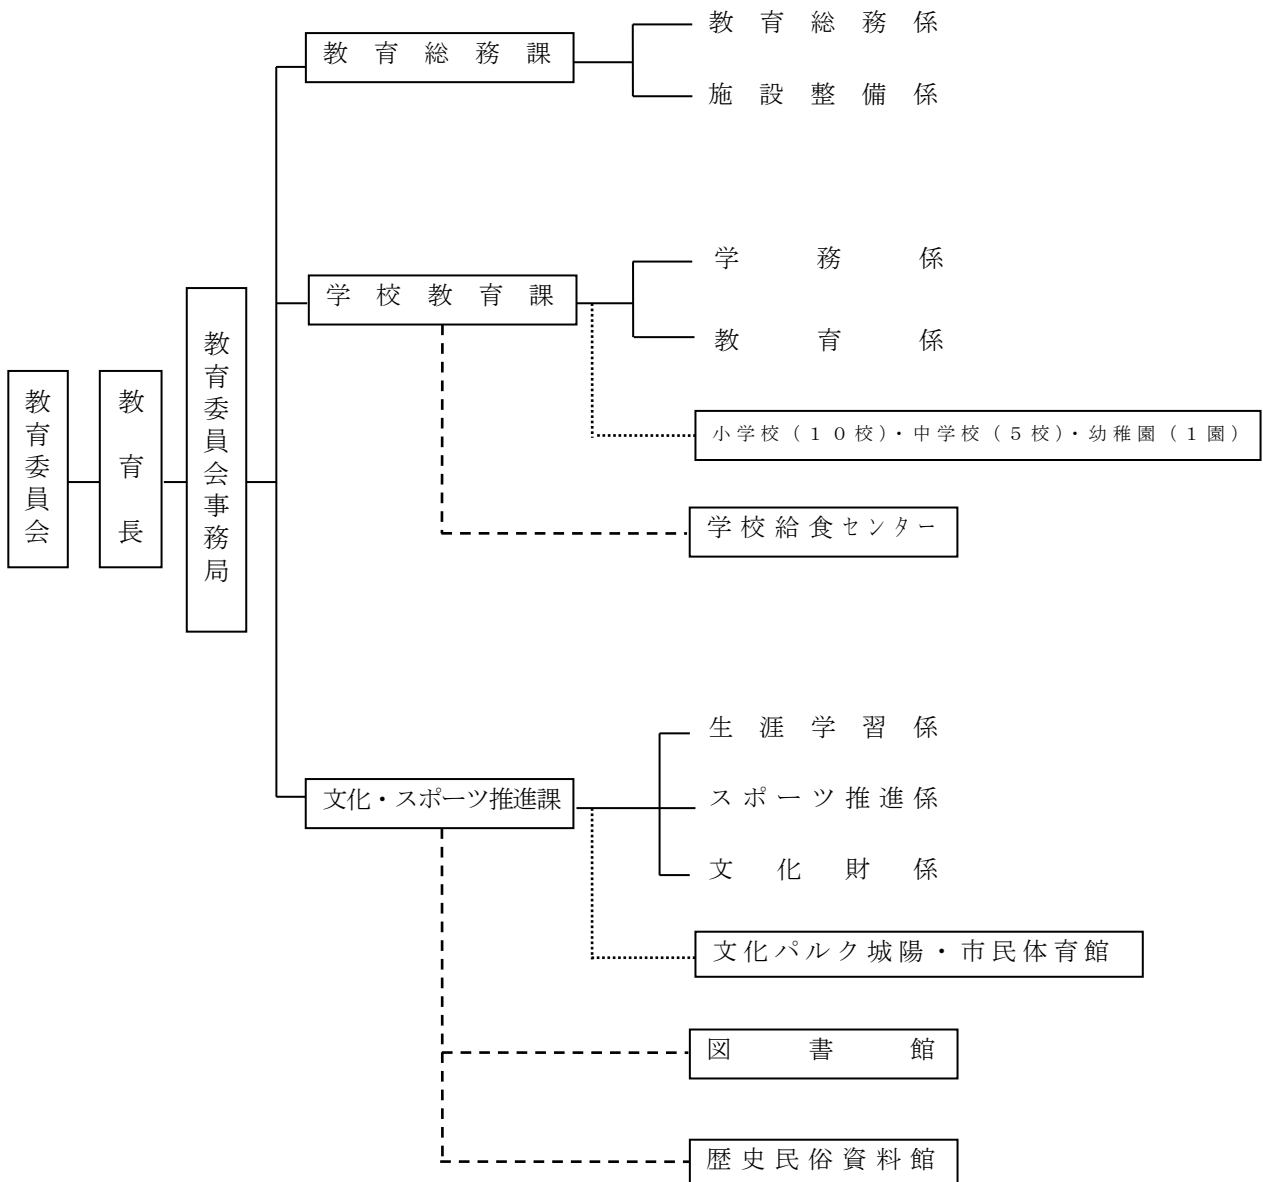 教育委員会
教育長
教育委員会事務局
教育総務課
教育総務係
施設整備係
学校教育課
学務係
教育係
小学校(10校)・中学校(5校)・幼稚園(1園)
学校給食センター
文化・スポーツ推進課
生涯学習係
スポーツ推進係
文化財係
文化パルク城陽・市民体育館
図書館
歴史民俗資料館